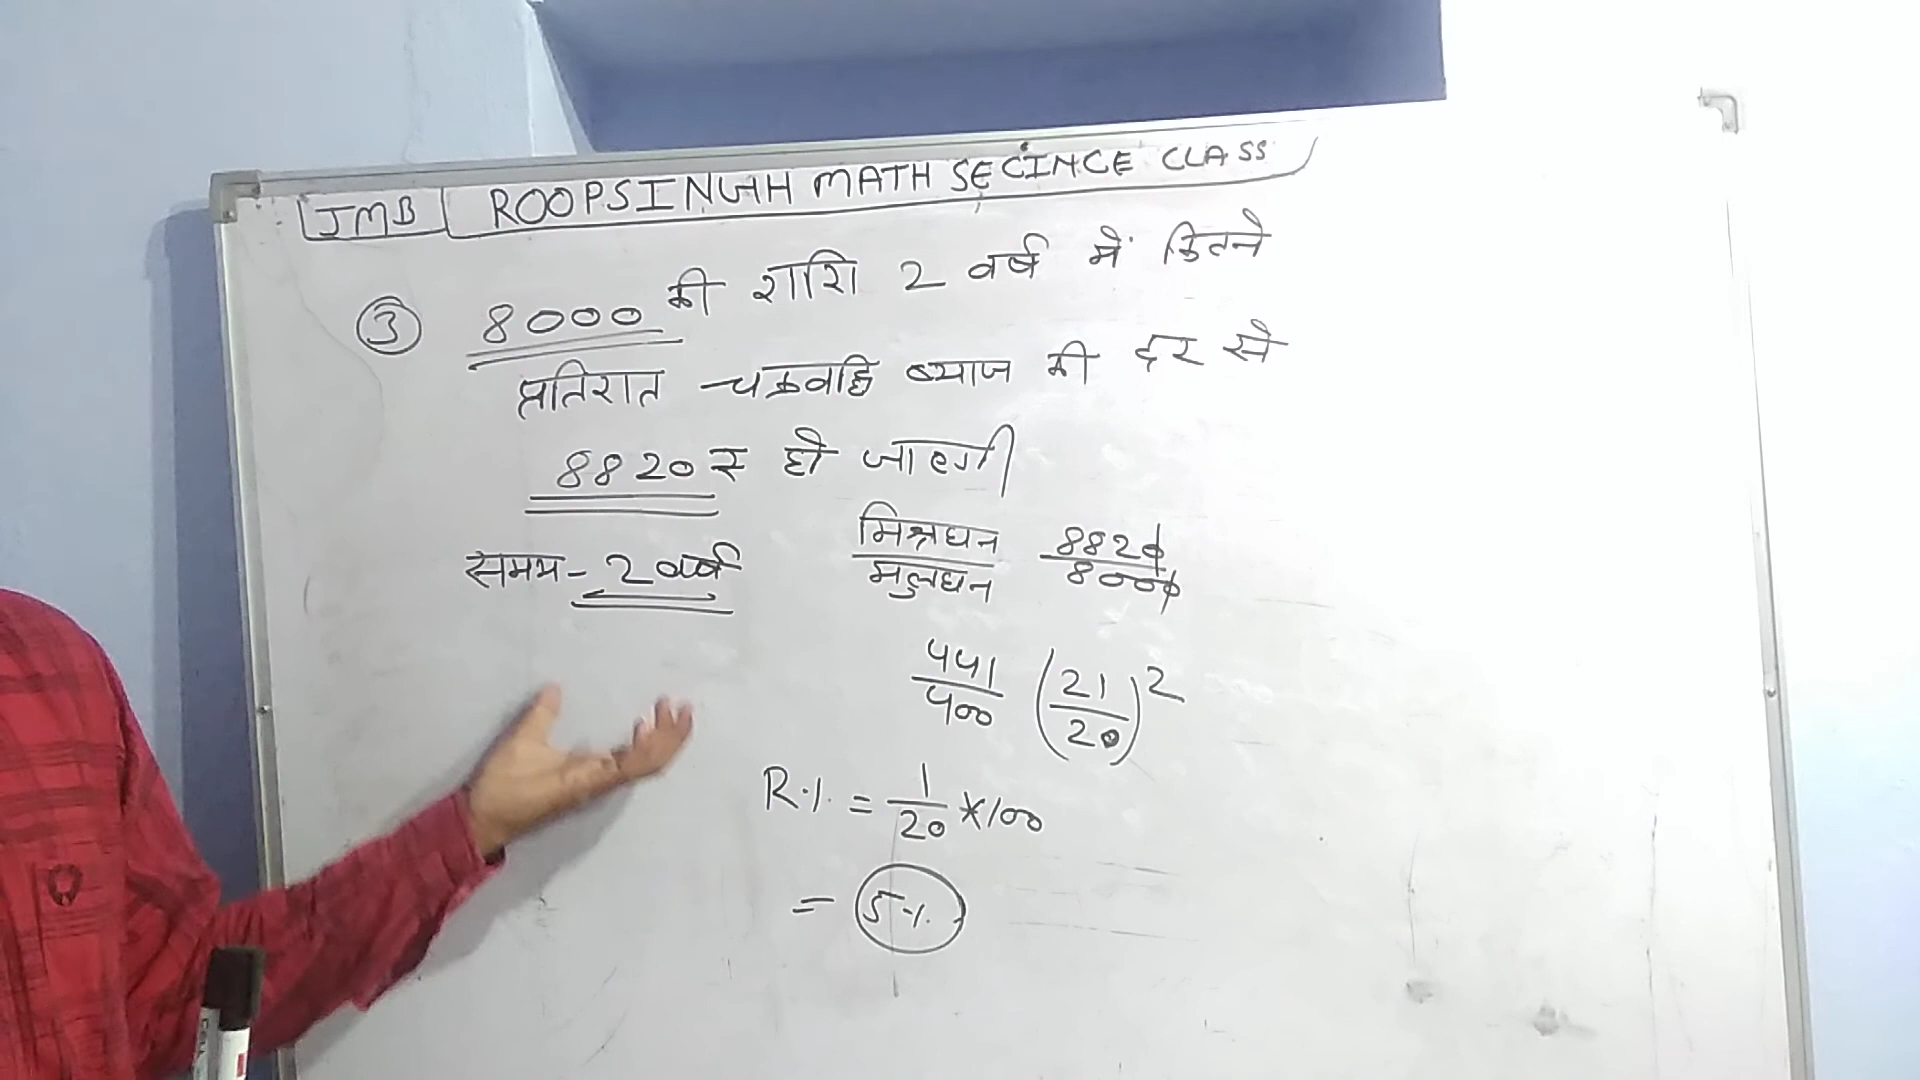 JMB ROOPSINGH MATH SECINCE CLASS
③ 8000 की राशि 2 वर्ष में कितने
प्रतिशत चक्रवृद्धि ब्याज की दर से
8820 रु हो जाएगी
समय - 2 वर्ष
मिश्रधन / मुलधन 8820 / 8000
441 / 400 (21 / 20)²
R.% = 1 / 20 * 100
= 5%